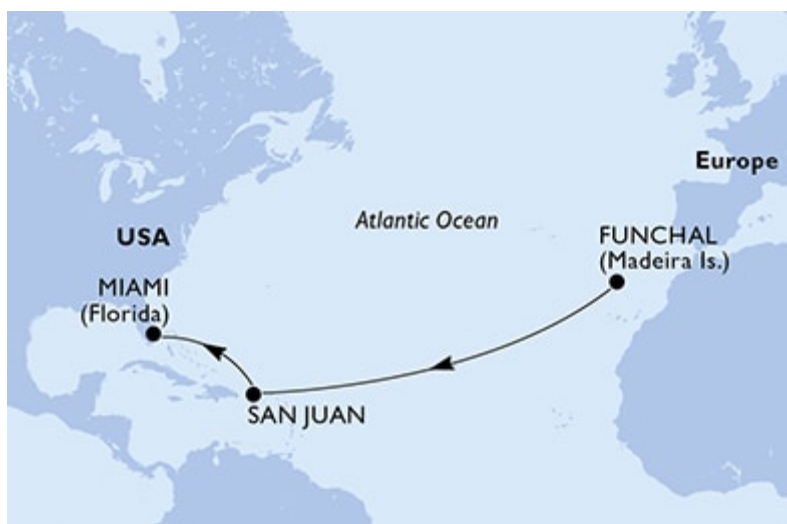 Europe
USA
Atlantic Ocean
FUNCHAL
(Madeira Is.)
MIAMI
(Florida)
SAN JUAN